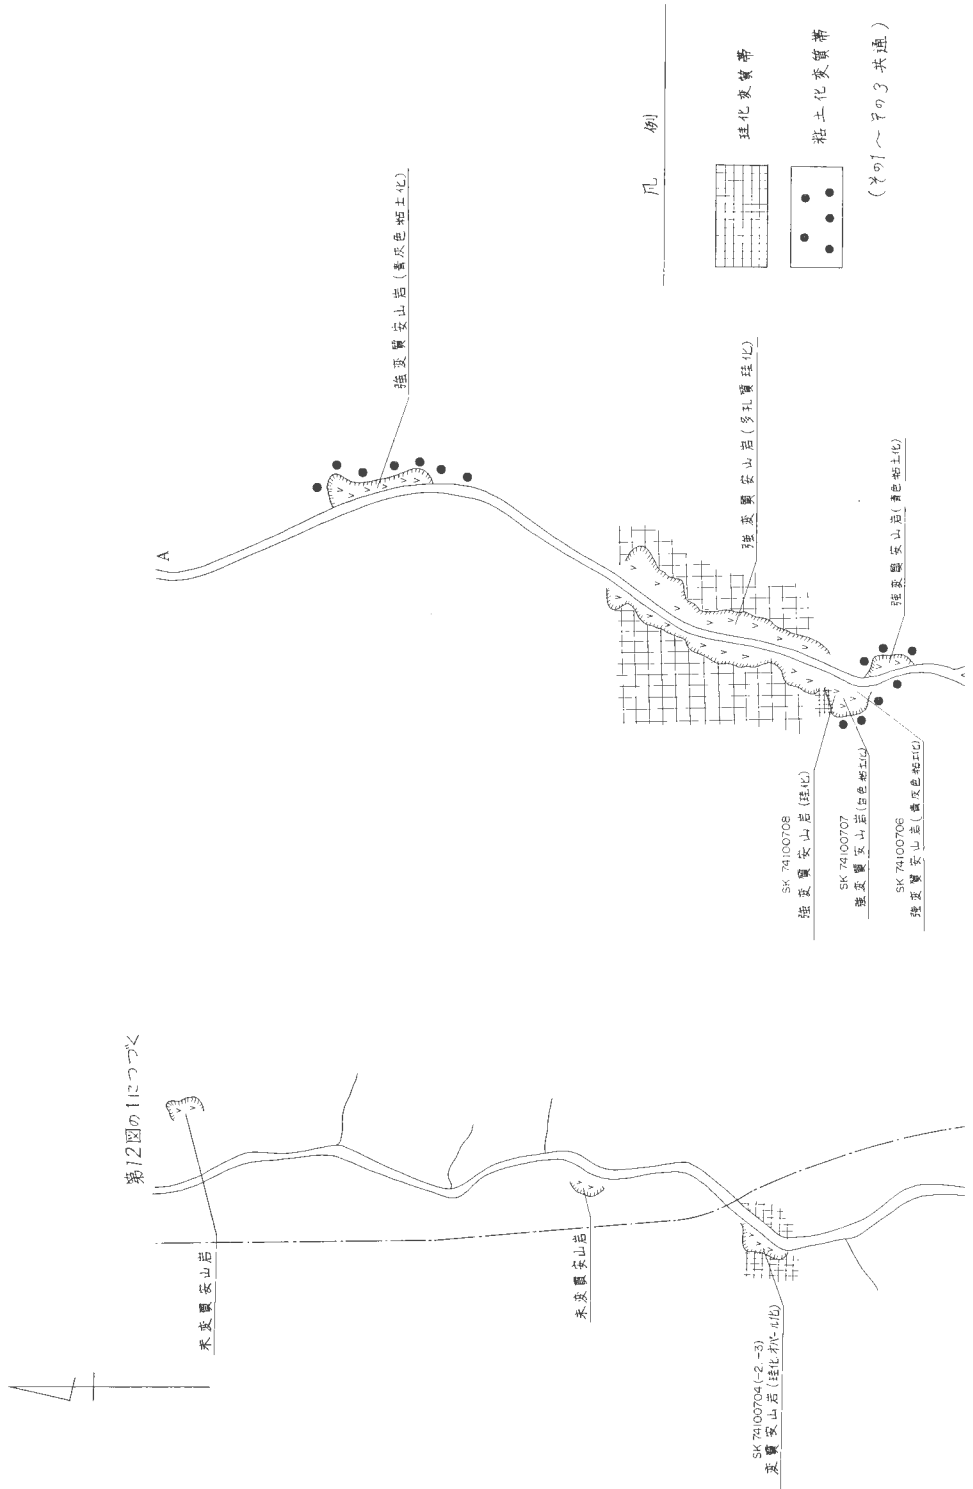 第12図の1につづく
未変質安山岩
未変質安山岩
SK 74100704(-2,-3)
変質安山岩(珪化オパール化)
A
強変質安山岩(青灰色粘土化)
強変質安山岩(多孔質珪化)
強変質安山岩(青色粘土化)
SK 74100708
強変質安山岩(珪化)
SK 74100707
強変質安山岩(白色粘土化)
SK 74100706
強変質安山岩(青灰色粘土化)
凡 例
珪化変質帯
粘土化変質帯
(その1~その3 共通)